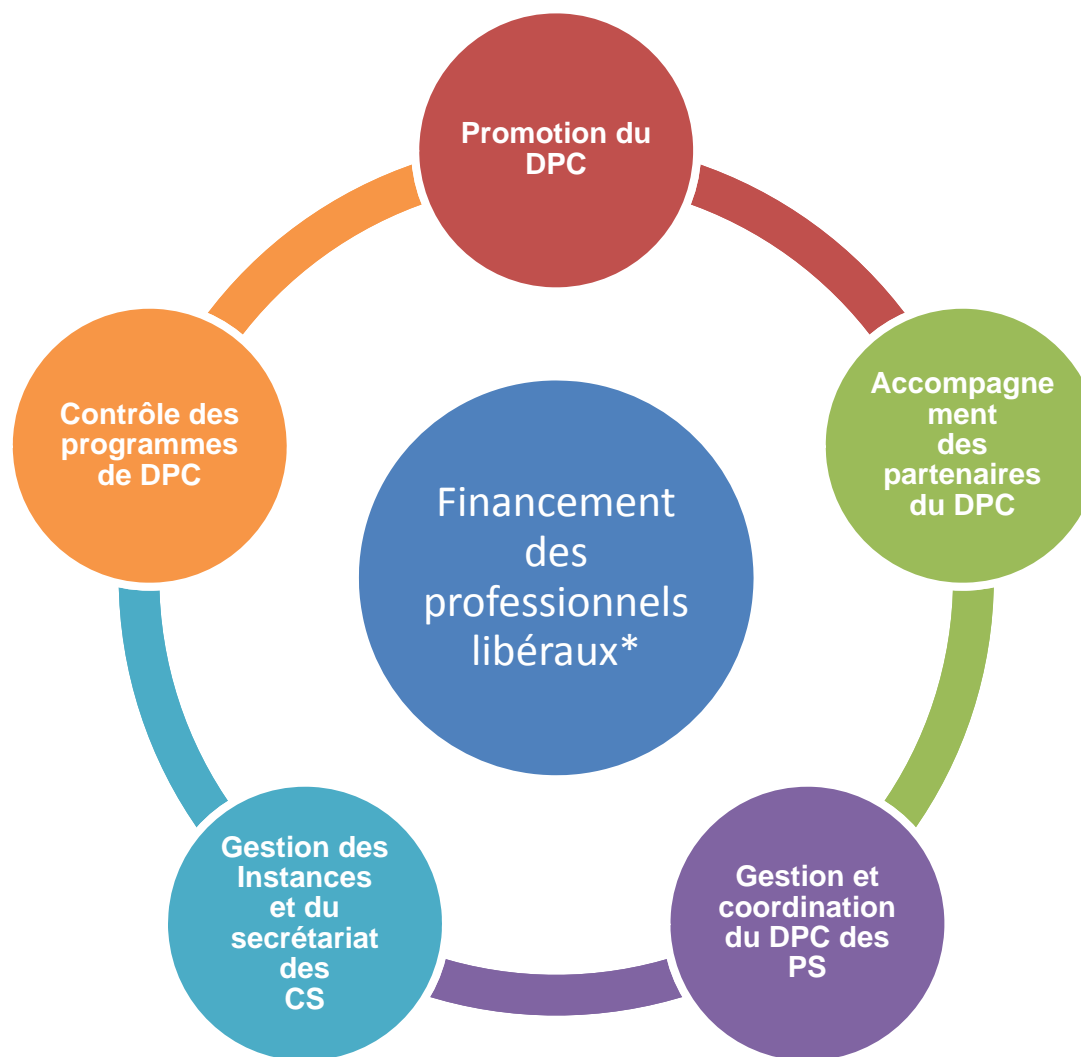 Promotion du
DPC
Contrôle des
programmes
de DPC
Accompagne
ment
des
partenaires
du DPC
Financement
des
professionnels
libéraux*
Gestion des
Instances
et du
secrétariat
des
CS
Gestion et
coordination
du DPC des
PS